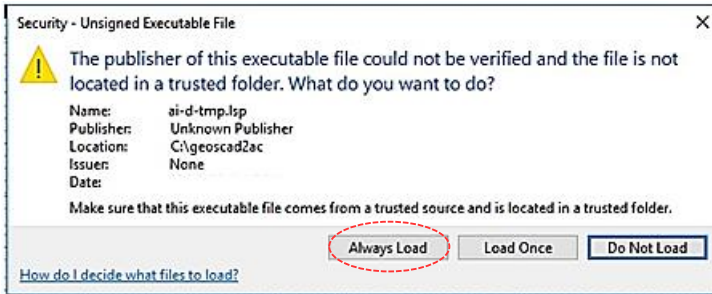 Security - Unsigned Executable File
The publisher of this executable file could not be verified and the file is not
located in a trusted folder. What do you want to do?
Name: ai-d-tmp.lsp
Publisher: Unknown Publisher
Location: C:\geoscad2ac
Issuer: None
Date:
Make sure that this executable file comes from a trusted source and is located in a trusted folder.
Always Load Load Once Do Not Load
How do I decide what files to load?